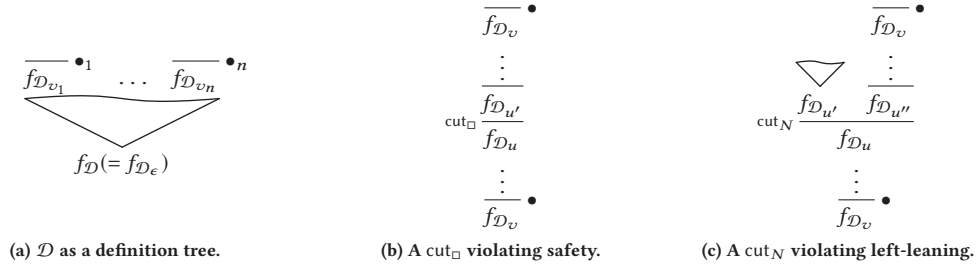 f_{𝒟_{v_1}} •_1 … f_{𝒟_{v_n}} •_n
f_𝒟(= f_{𝒟_ϵ})
(a) 𝒟 as a definition tree.
f_{𝒟_v} •
⋮
f_{𝒟_{u'}}
cut_□
f_{𝒟_u}
⋮
f_{𝒟_v} •
(b) A cut_□ violating safety.
f_{𝒟_v} •
⋮
f_{𝒟_{u'}} f_{𝒟_{u''}}
cut_N
f_{𝒟_u}
⋮
f_{𝒟_v} •
(c) A cut_N violating left-leaning.